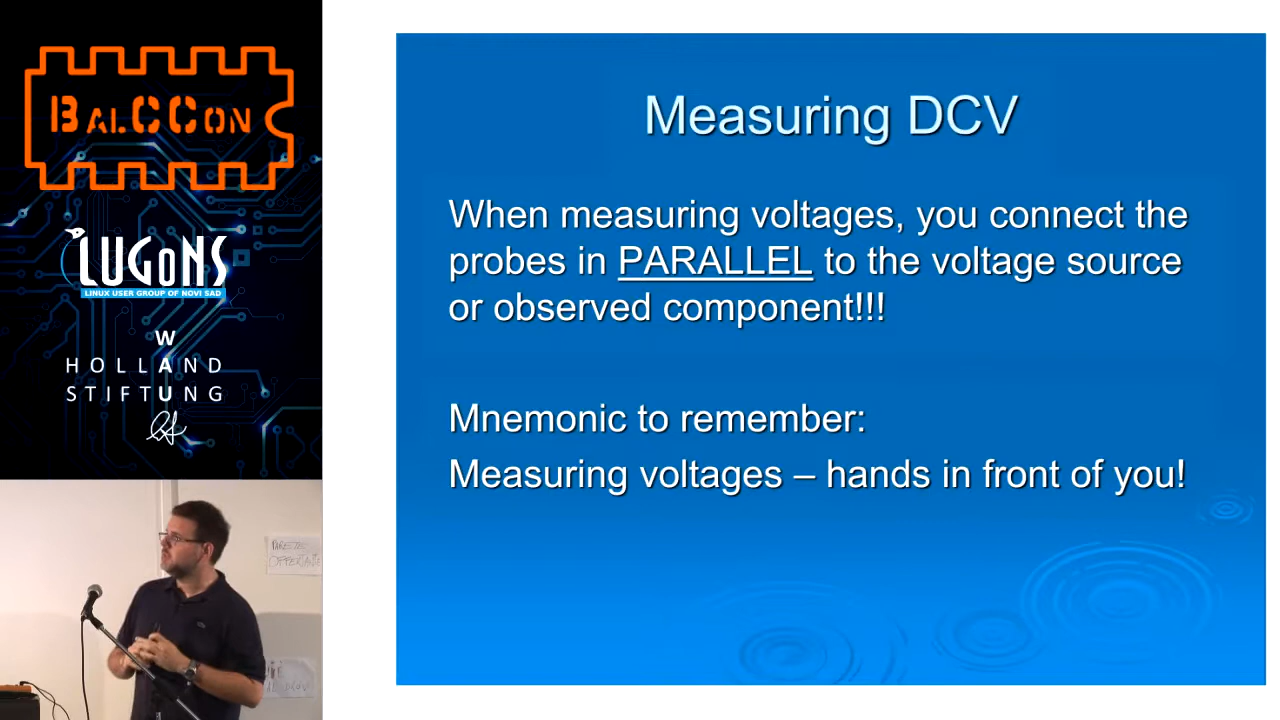 BALCCON
LUGONS
LINUX USER GROUP OF NOVI SAD
W
HOLLAND
STIFTUNG
Measuring DCV
When measuring voltages, you connect the
probes in PARALLEL to the voltage source
or observed component!!!
Mnemonic to remember:
Measuring voltages – hands in front of you!